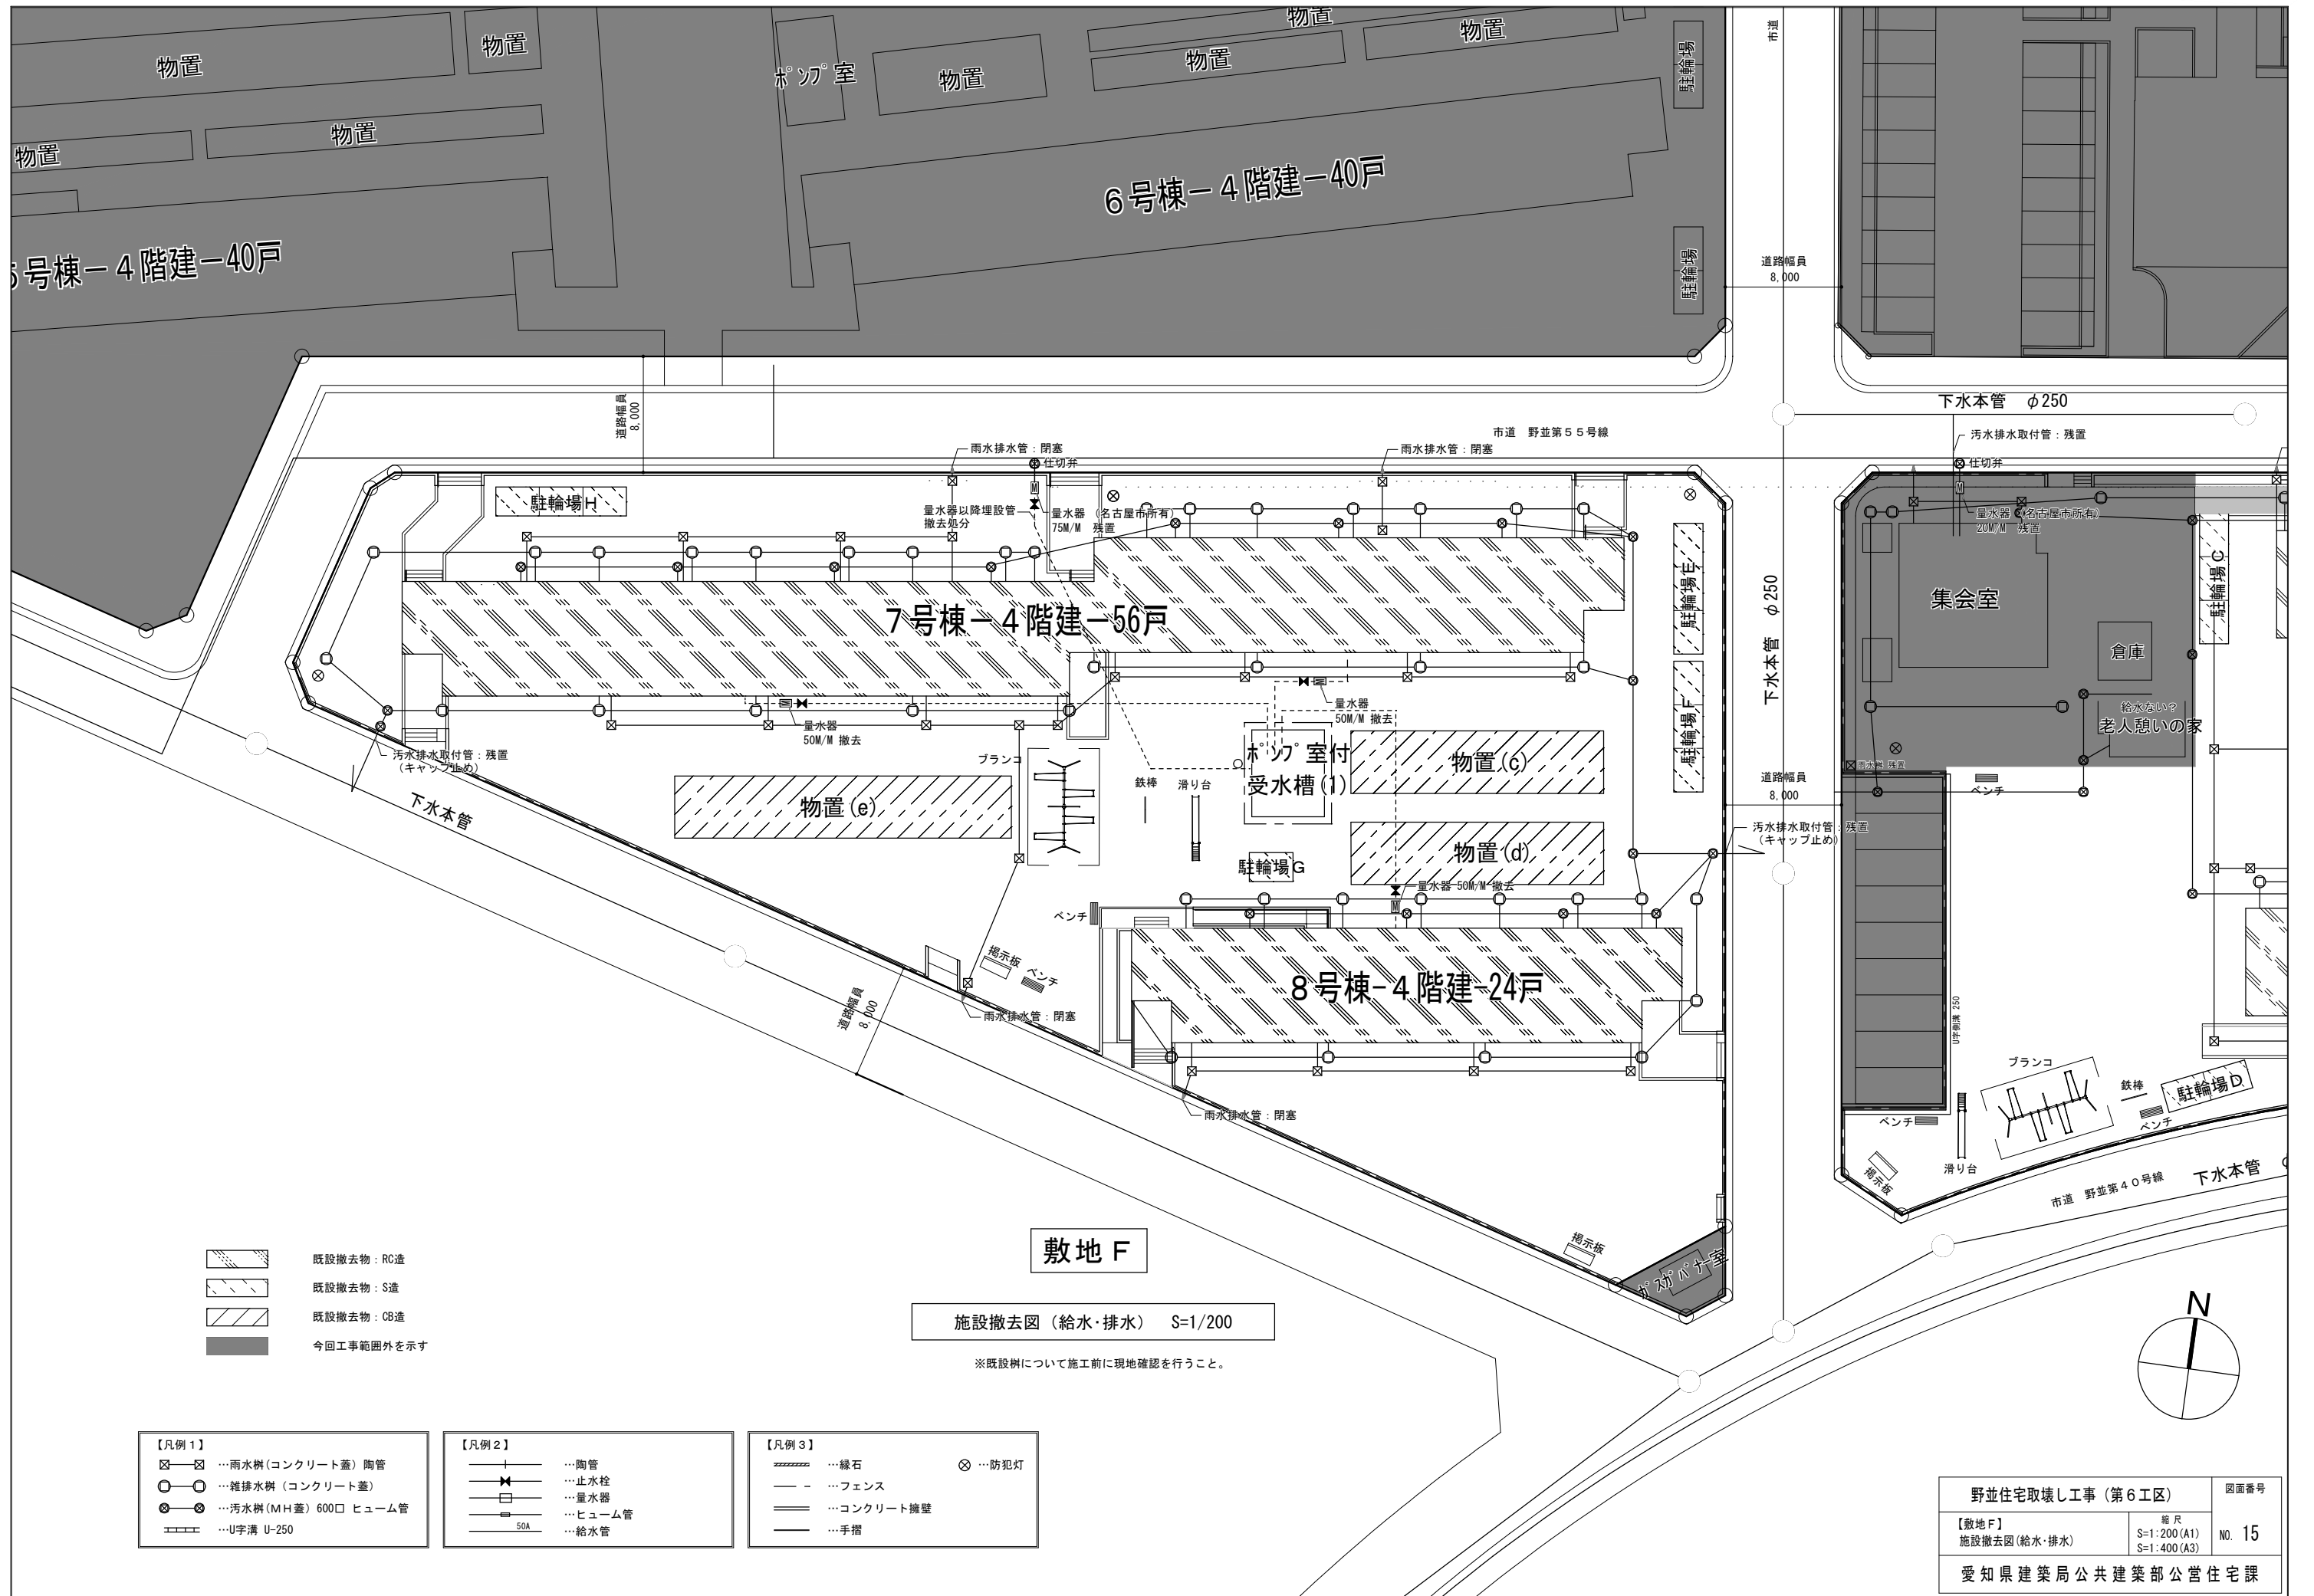 物置
物置
ﾎﾟﾝﾌﾟ室
物置
物置
物置
物置
駐輪場
市道
物置
物置
6号棟－4階建－40戸
5号棟－4階建－40戸
駐輪場
道路幅員
8,000
道路幅員
8,000
下水本管　φ250
市道　野並第55号線
雨水排水管：閉塞
仕切弁
雨水排水管：閉塞
汚水排水取付管：残置
仕切弁
駐輪場H
量水器以降埋設管
撤去処分
量水器（名古屋市所有）
75M/M　残置
量水器（名古屋市所有）
20M/M　残置
駐輪場E
駐輪場C
7号棟－4階建－56戸
下水本管　φ250
集会室
倉庫
給水ない？
老人憩いの家
雨水桝 残置
駐輪場F
量水器
50M/M 撤去
量水器
50M/M 撤去
汚水排水取付管：残置
（キャップ止め）
下水本管
ブランコ
鉄棒
滑り台
ﾎﾟﾝﾌﾟ室付
受水槽(1)
物置(c)
物置(e)
物置(d)
駐輪場G
道路幅員
8,000
ベンチ
汚水排水取付管：残置
（キャップ止め）
量水器 50M/M 撤去
ベンチ
掲示板
ベンチ
8号棟-4階建-24戸
道路幅員
8,000
雨水排水管：閉塞
雨水排水管：閉塞
U字側溝 250
ブランコ
鉄棒
駐輪場D
ベンチ
ベンチ
滑り台
掲示板
市道　野並第40号線
下水本管
掲示板
ｶﾞｽｶﾞﾊﾞﾅｰ室
敷地F
施設撤去図（給水･排水）　S=1/200
※既設桝について施工前に現地確認を行うこと。
既設撤去物：RC造
既設撤去物：S造
既設撤去物：CB造
今回工事範囲外を示す
N
【凡例1】
…雨水桝(コンクリート蓋) 陶管
…雑排水桝（コンクリート蓋）
…汚水桝(MH蓋) 600□ ヒューム管
…U字溝 U-250
【凡例2】
…陶管
…止水栓
…量水器
…ヒューム管
50A …給水管
【凡例3】
…縁石
…防犯灯
…フェンス
…コンクリート擁壁
…手摺
野並住宅取壊し工事（第6工区）
図面番号
【敷地F】
施設撤去図(給水･排水)
縮尺
S=1:200(A1)
S=1:400(A3)
NO. 15
愛知県建築局公共建築部公営住宅課